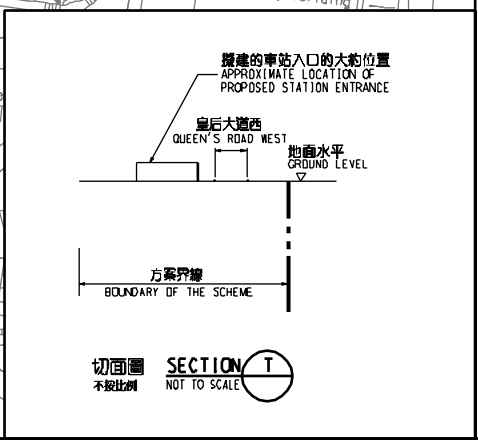 擬建的車站入口的大約位置
APPROXIMATE LOCATION OF
PROPOSED STATION ENTRANCE
皇后大道西
QUEEN'S ROAD WEST
地面水平
GROUND LEVEL
方案界線
BOUNDARY OF THE SCHEME
切面圖 SECTION T
不按比例 NOT TO SCALE